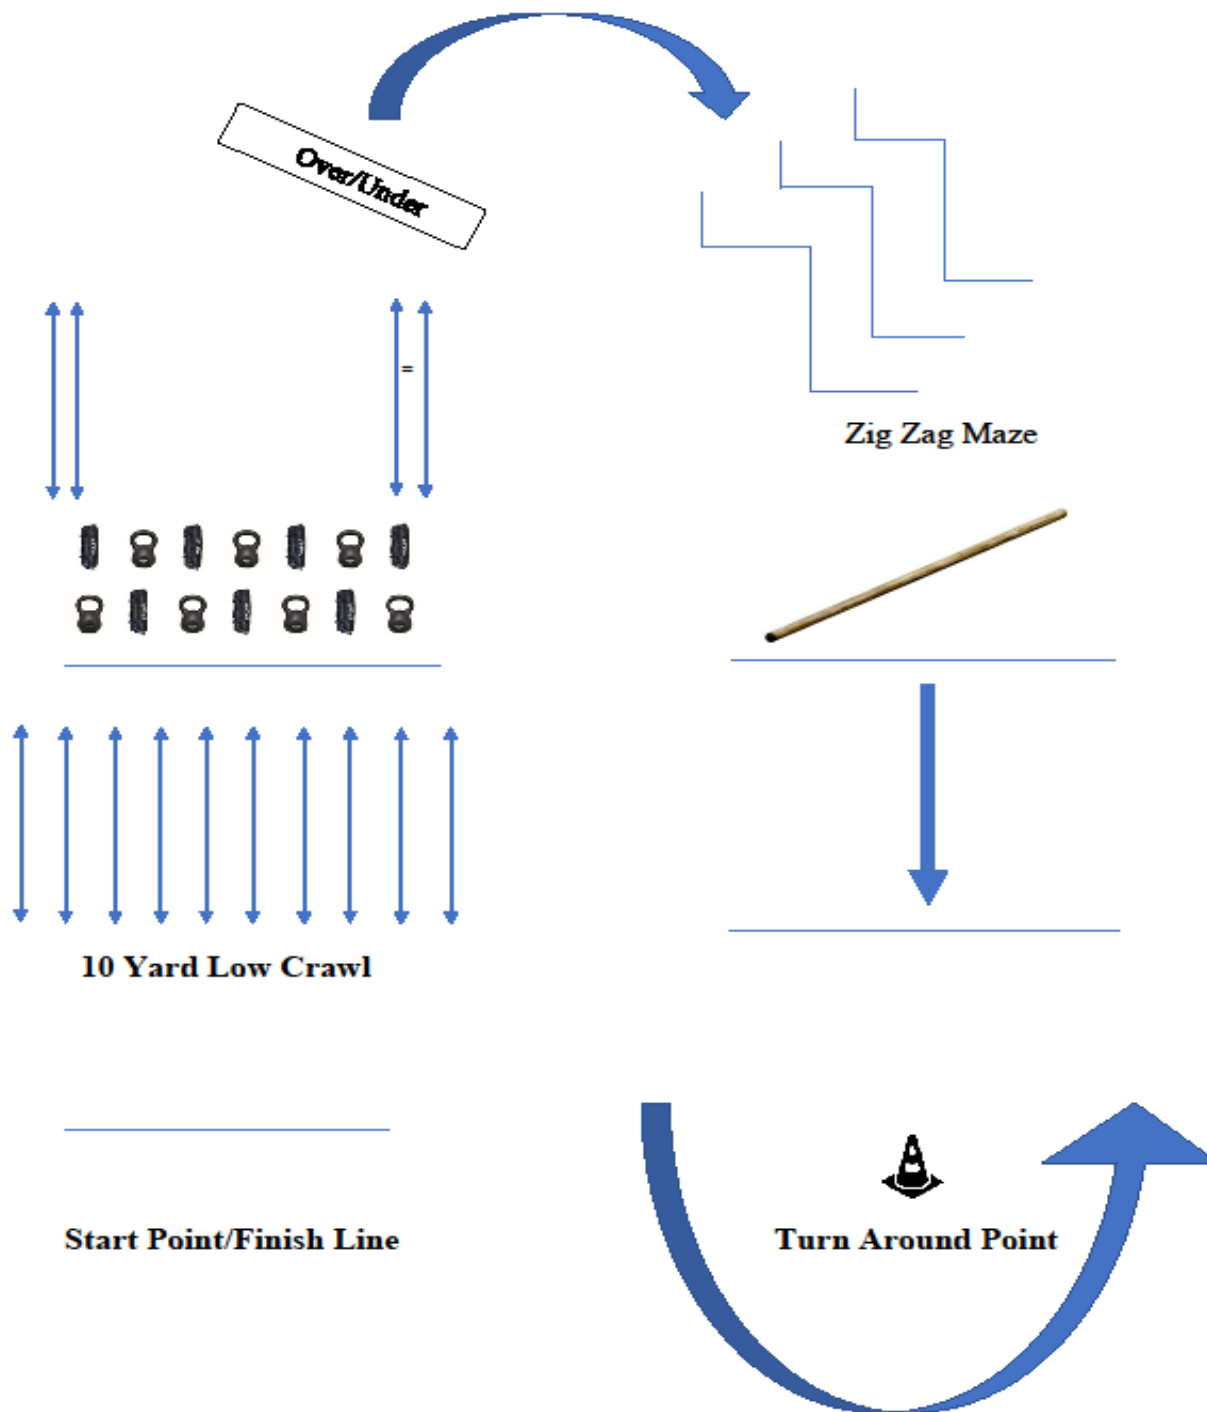 Over/Under
=
Zig Zag Maze
10 Yard Low Crawl
Start Point/Finish Line
Turn Around Point